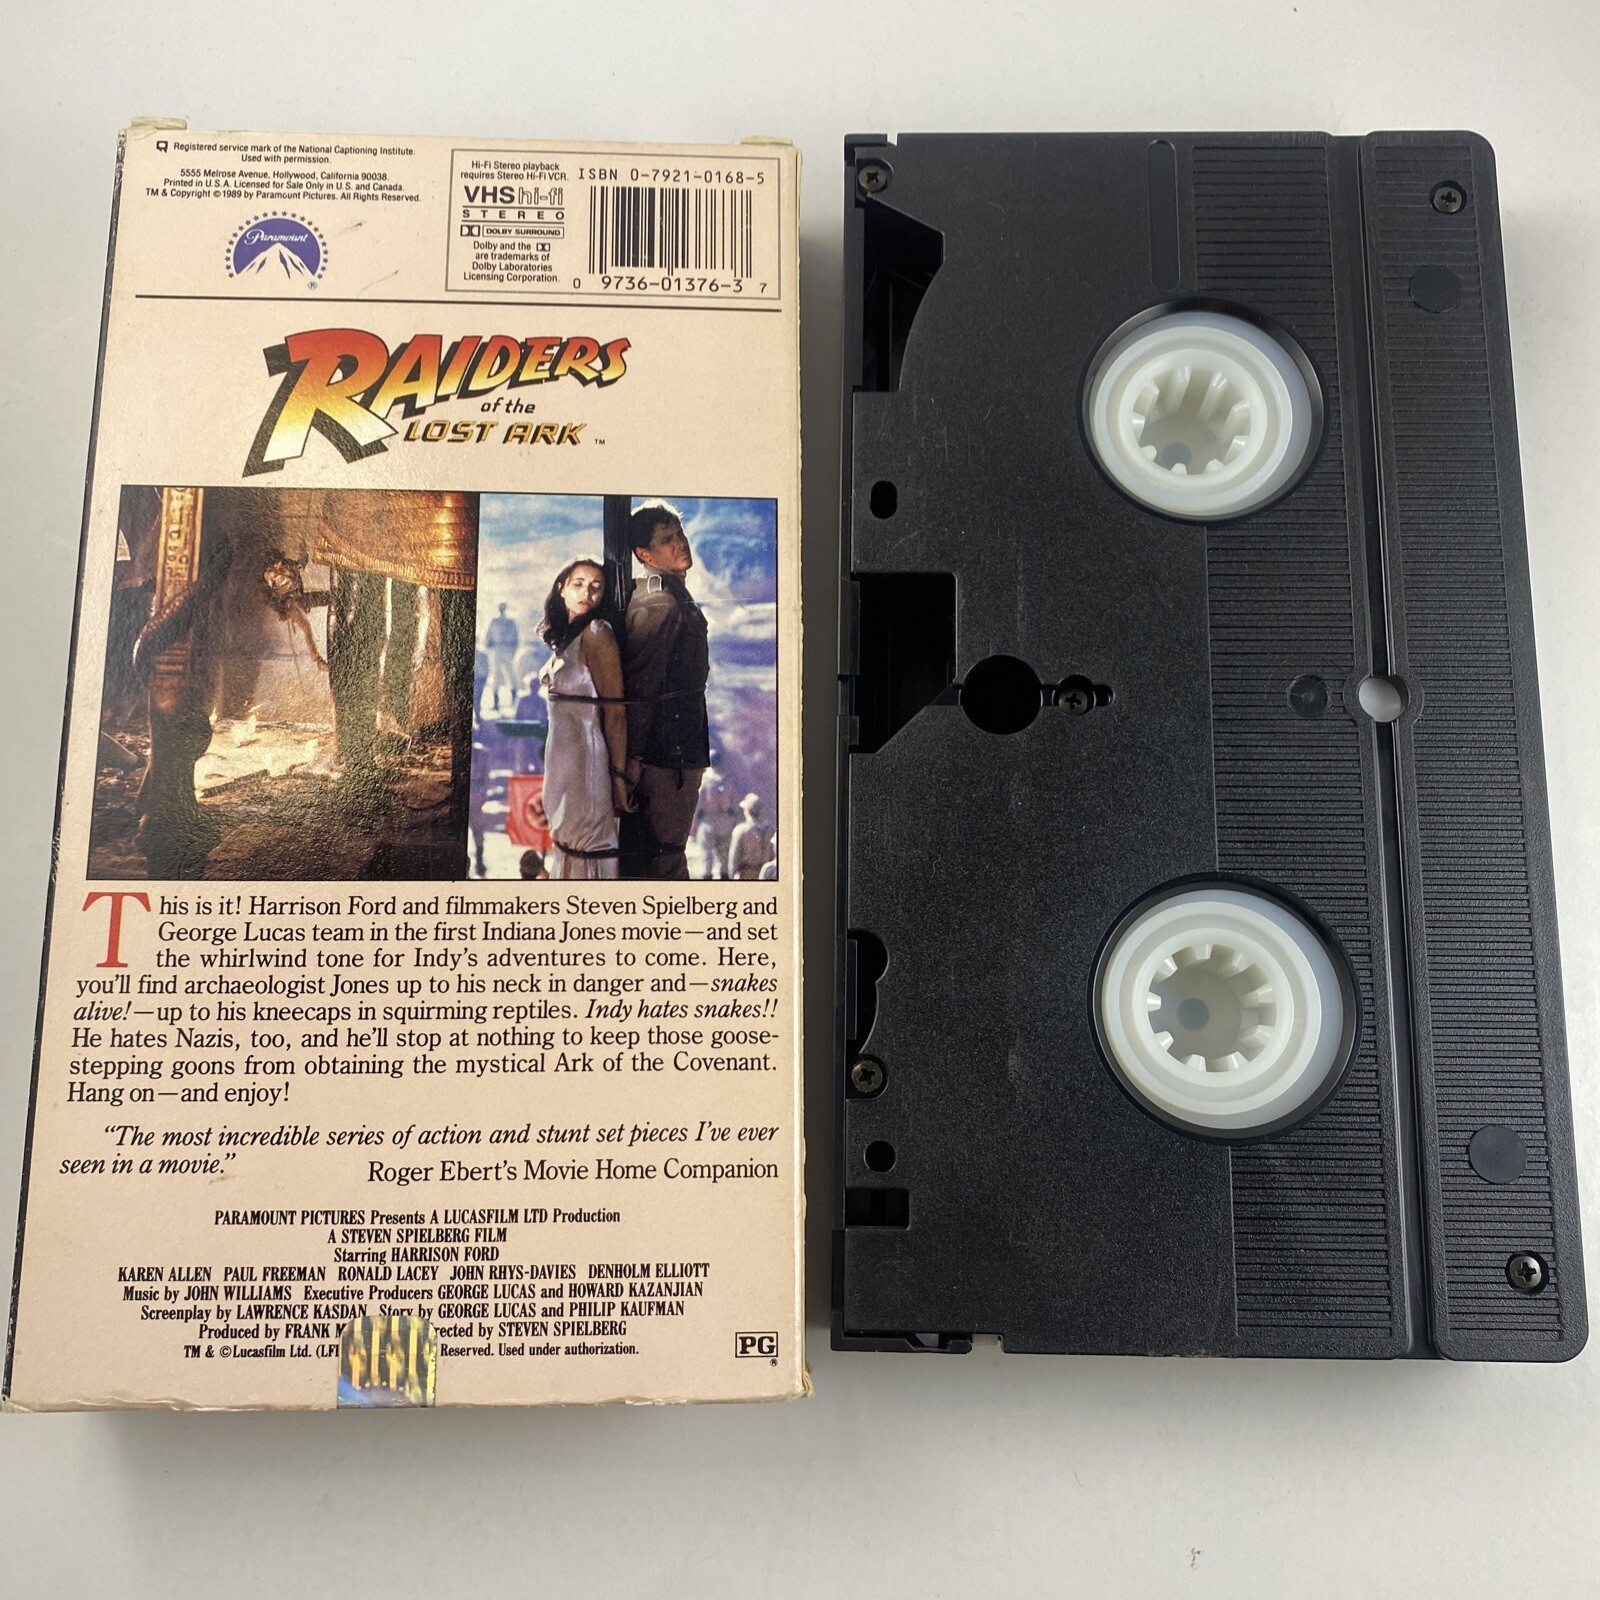 Registered service mark of the National Captioning Institute.
Used with permission.
5555 Melrose Avenue, Hollywood, California 90038.
Printed in U.S.A. Licensed for Sale Only in U.S. and Canada.
TM & Copyright © 1989 by Paramount Pictures. All Rights Reserved.
Paramount
®
Hi-Fi Stereo playback
requires Stereo Hi-Fi VCR.
VHS hi-fi
STEREO
DOLBY SURROUND
Dolby and the
are trademarks of
Dolby Laboratories
Licensing Corporation.
ISBN 0-7921-0168-5
0 9736-01376-3 7
RAIDERS
of the
LOST ARK ™
This is it! Harrison Ford and filmmakers Steven Spielberg and
George Lucas team in the first Indiana Jones movie—and set
the whirlwind tone for Indy's adventures to come. Here,
you'll find archaeologist Jones up to his neck in danger and—snakes
alive!—up to his kneecaps in squirming reptiles. Indy hates snakes!!
He hates Nazis, too, and he'll stop at nothing to keep those goose-
stepping goons from obtaining the mystical Ark of the Covenant.
Hang on—and enjoy!
"The most incredible series of action and stunt set pieces I've ever
seen in a movie."
Roger Ebert's Movie Home Companion
PARAMOUNT PICTURES Presents A LUCASFILM LTD Production
A STEVEN SPIELBERG FILM
Starring HARRISON FORD
KAREN ALLEN PAUL FREEMAN RONALD LACEY JOHN RHYS-DAVIES DENHOLM ELLIOTT
Music by JOHN WILLIAMS Executive Producers GEORGE LUCAS and HOWARD KAZANJIAN
Screenplay by LAWRENCE KASDAN Story by GEORGE LUCAS and PHILIP KAUFMAN
Produced by FRANK M rected by STEVEN SPIELBERG
TM & © Lucasfilm Ltd. (LFL Reserved. Used under authorization.
PG
®